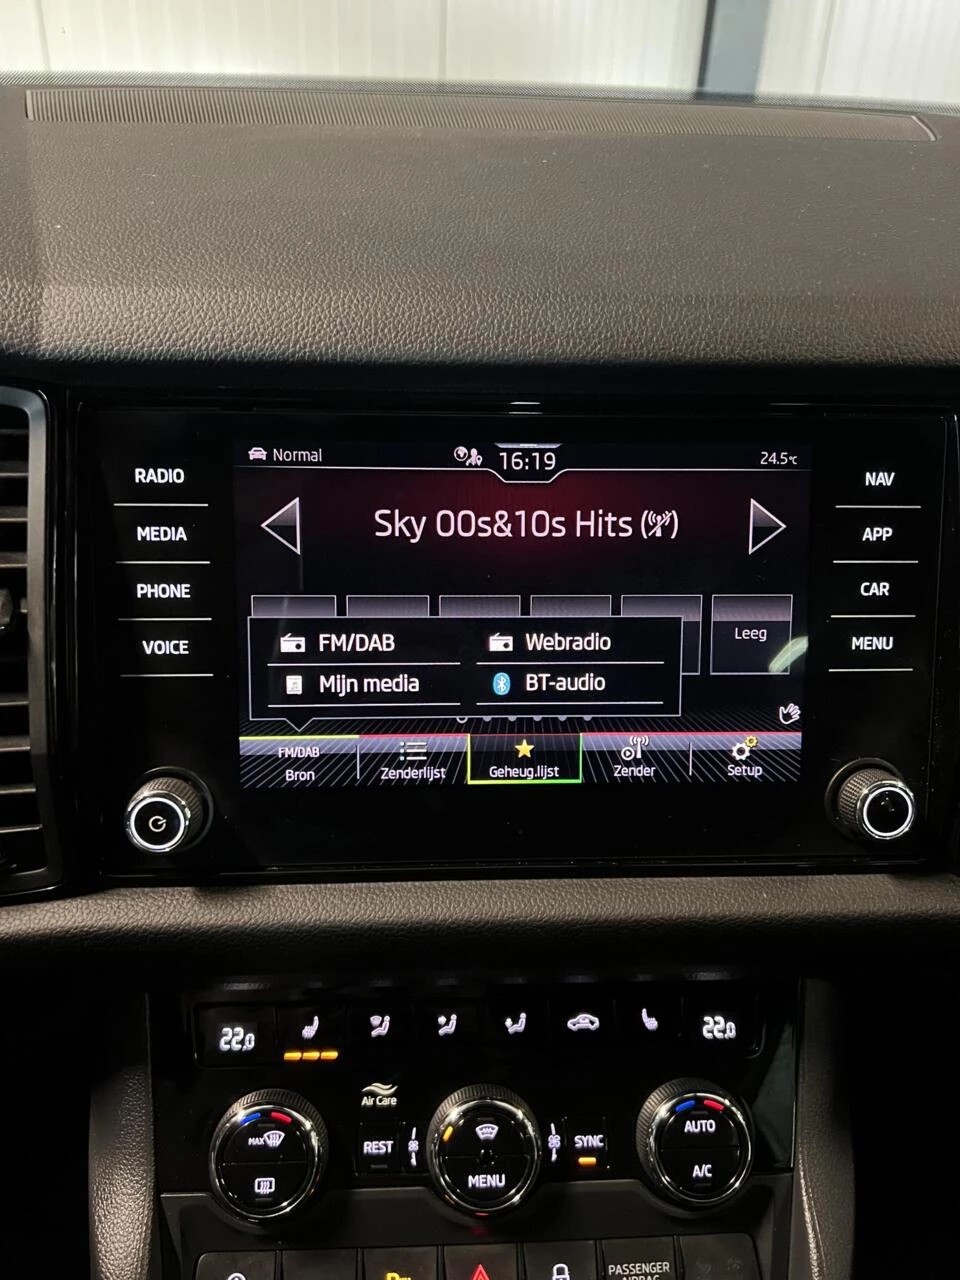 RADIO
MEDIA
PHONE
VOICE
Normal
16:19
24.5°C
Sky 00s&10s Hits
Leeg
FM/DAB
Webradio
Mijn media
BT-audio
FM/DAB
Bron
Zenderlijst
Geheug.lijst
Zender
Setup
NAV
APP
CAR
MENU
22.0
22.0
Air Care
MAX
REST
MENU
SYNC
AUTO
A/C
PASSENGER
AIRBAG